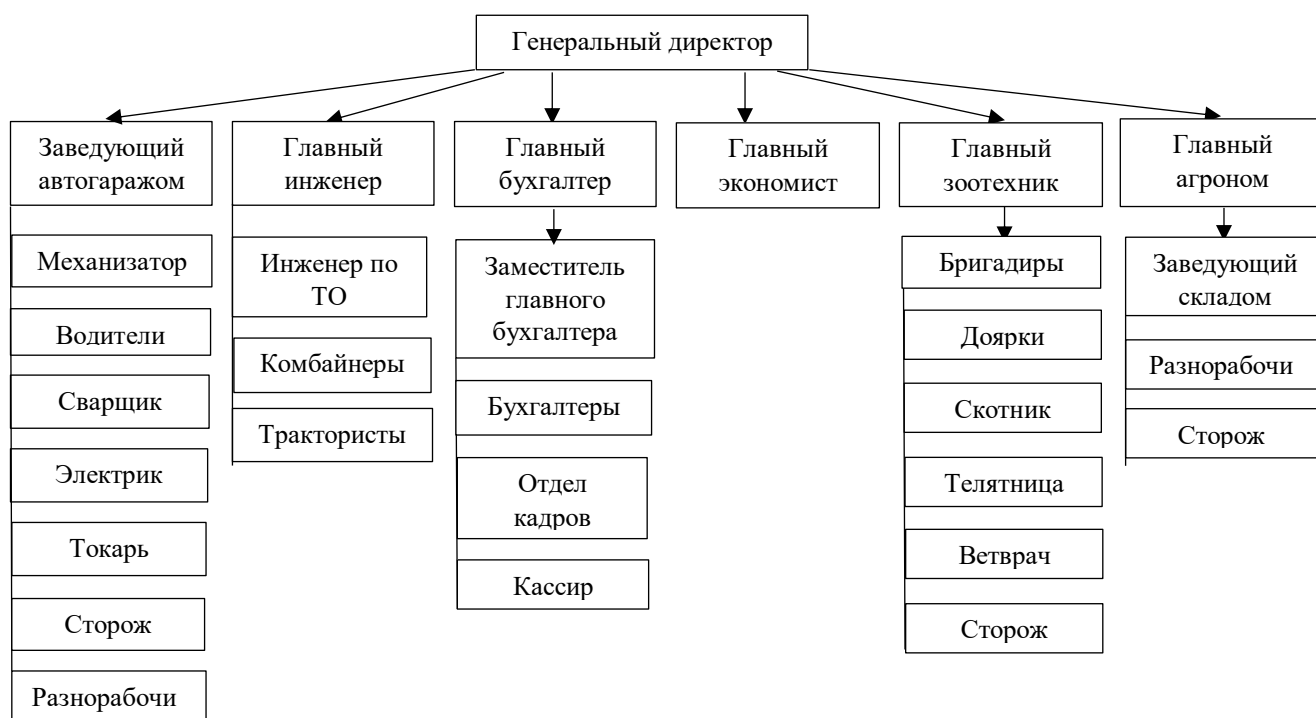 Генеральный директор
Заведующий
автогаражом
Главный
инженер
Главный
бухгалтер
Главный
экономист
Главный
зоотехник
Главный
агроном
Механизатор
Водители
Сварщик
Электрик
Токарь
Сторож
Разнорабочи
Инженер по
ТО
Комбайнеры
Трактористы
Заместитель
главного
бухгалтера
Бухгалтеры
Отдел
кадров
Кассир
Бригадиры
Доярки
Скотник
Телятница
Ветврач
Сторож
Заведующий
складом
Разнорабочи
Сторож